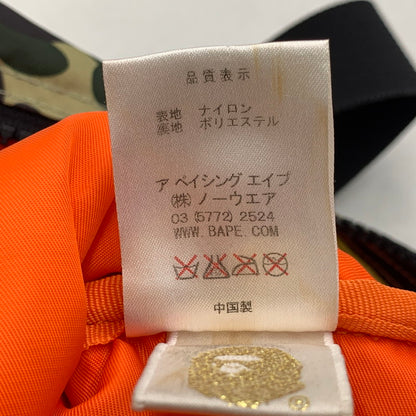 品質表示
表地 ナイロン
裏地 ポリエステル
ア ベイシング エイプ
(株) ノーウエア
03 (5772) 2524
WWW.BAPE.COM
中国製
®